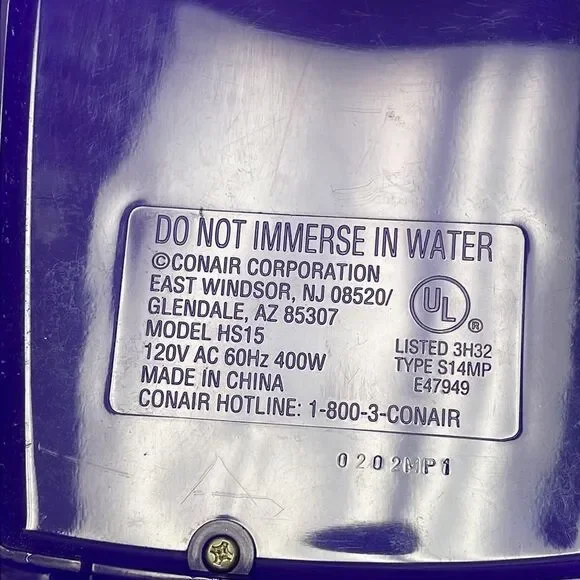 DO NOT IMMERSE IN WATER
©CONAIR CORPORATION
EAST WINDSOR, NJ 08520/
GLENDALE, AZ 85307
MODEL HS15
120V AC 60Hz 400W
MADE IN CHINA
CONAIR HOTLINE: 1-800-3-CONAIR
UL ®
LISTED 3H32
TYPE S14MP
E47949
0202MP1